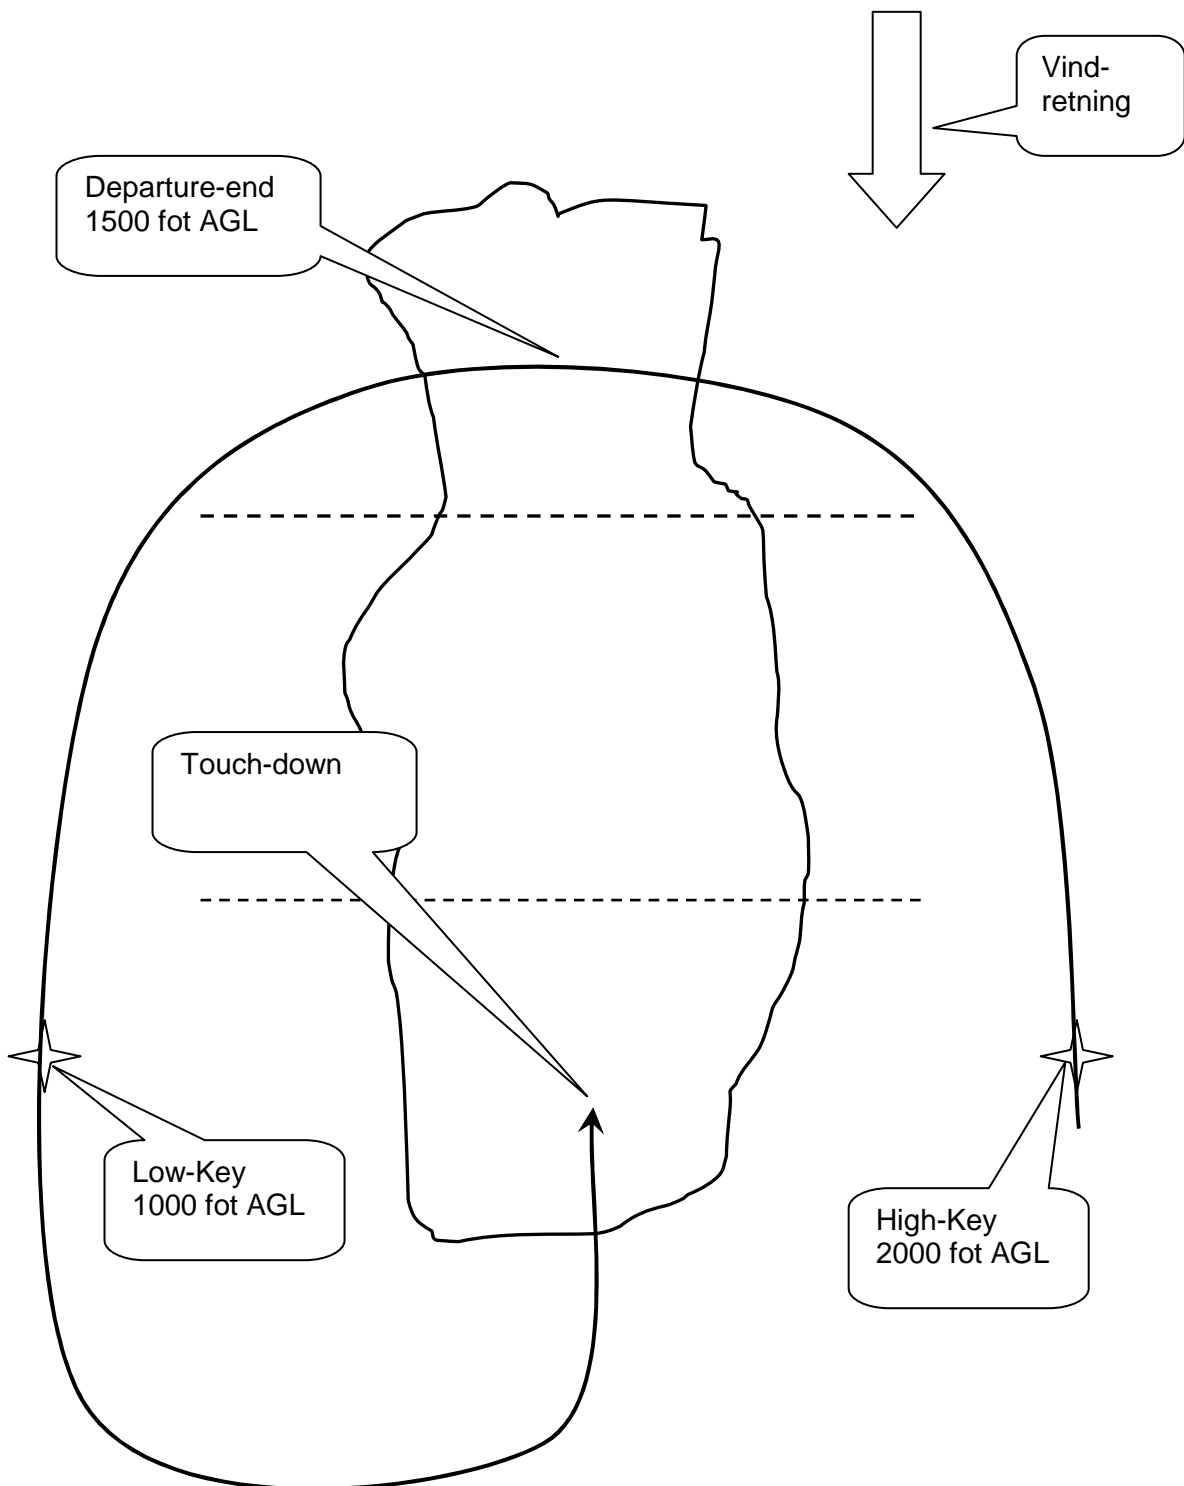 Vind-
retning
Departure-end
1500 fot AGL
Touch-down
Low-Key
1000 fot AGL
High-Key
2000 fot AGL